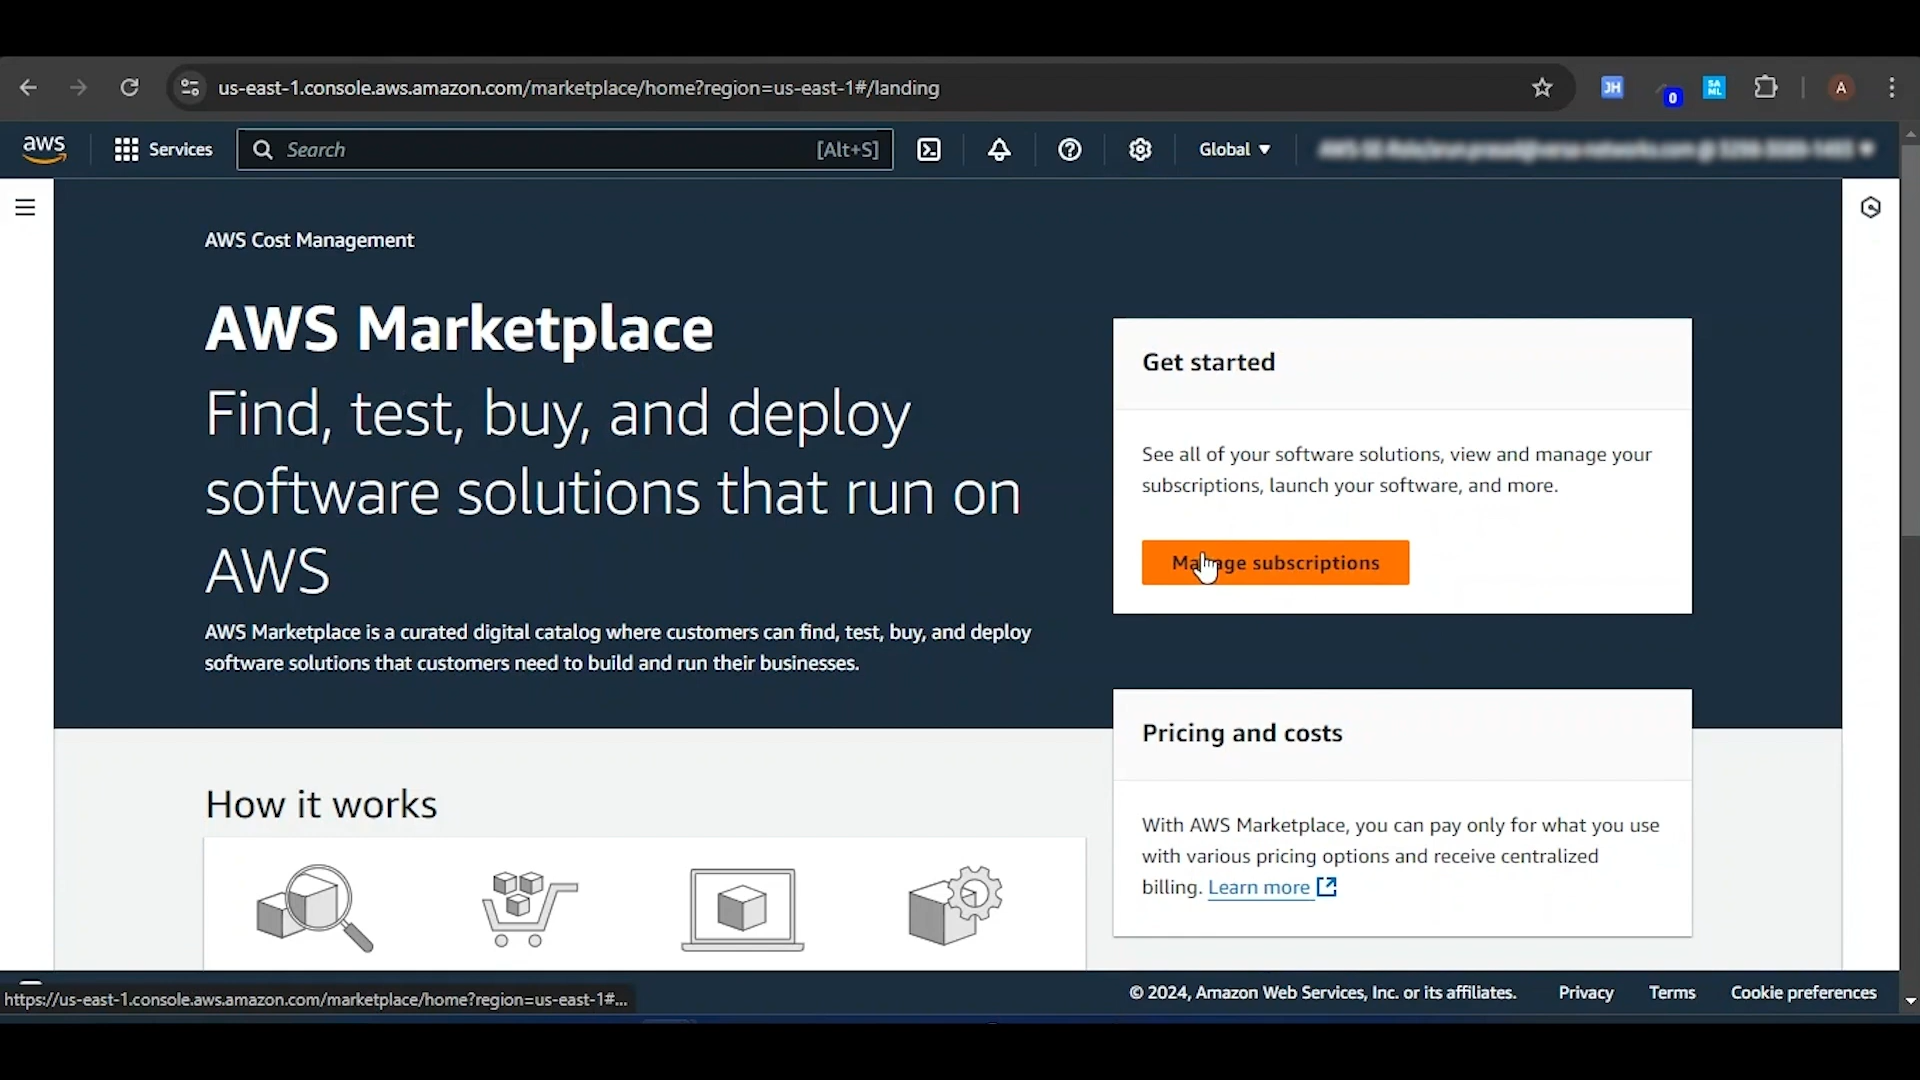 us-east-1.console.aws.amazon.com/marketplace/home?region=us-east-1#/landing
JH
0
SA
ML
A
aws
Services
Search
[Alt+S]
Global
AWS Cost Management
AWS Marketplace
Find, test, buy, and deploy
software solutions that run on
AWS
AWS Marketplace is a curated digital catalog where customers can find, test, buy, and deploy
software solutions that customers need to build and run their businesses.
Get started
See all of your software solutions, view and manage your
subscriptions, launch your software, and more.
Manage subscriptions
Pricing and costs
With AWS Marketplace, you can pay only for what you use
with various pricing options and receive centralized
billing. Learn more
How it works
https://us-east-1.console.aws.amazon.com/marketplace/home?region=us-east-1#...
© 2024, Amazon Web Services, Inc. or its affiliates.
Privacy
Terms
Cookie preferences